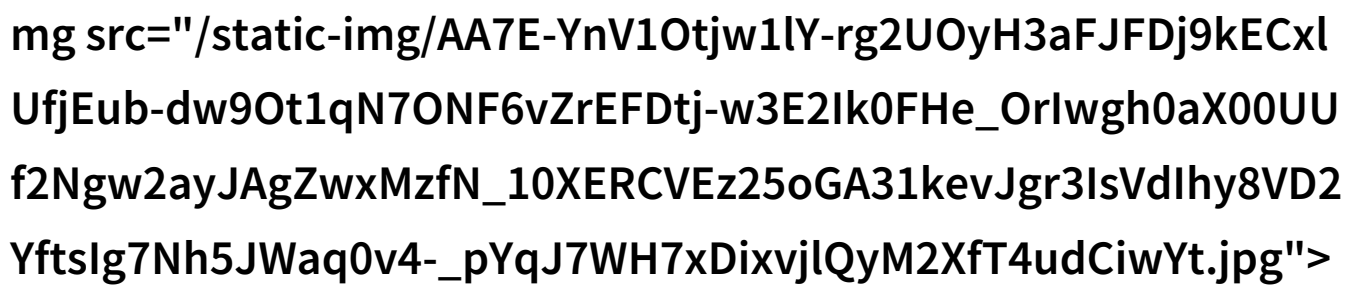 mg src="/static-img/AA7E-YnV1Otjw1lY-rg2UOyH3aFJFDj9kECxl
UfjEub-dw9Ot1qN7ONF6vZrEFDtj-w3E2Ik0FHe_OrIwgh0aX00UU
f2Ngw2ayJAgZwxMzfN_10XERCVEz25oGA31kevJgr3IsVdIhy8VD2
YftsIg7Nh5JWaq0v4-_pYqJ7WH7xDixvjlQyM2XfT4udCiwYt.jpg">